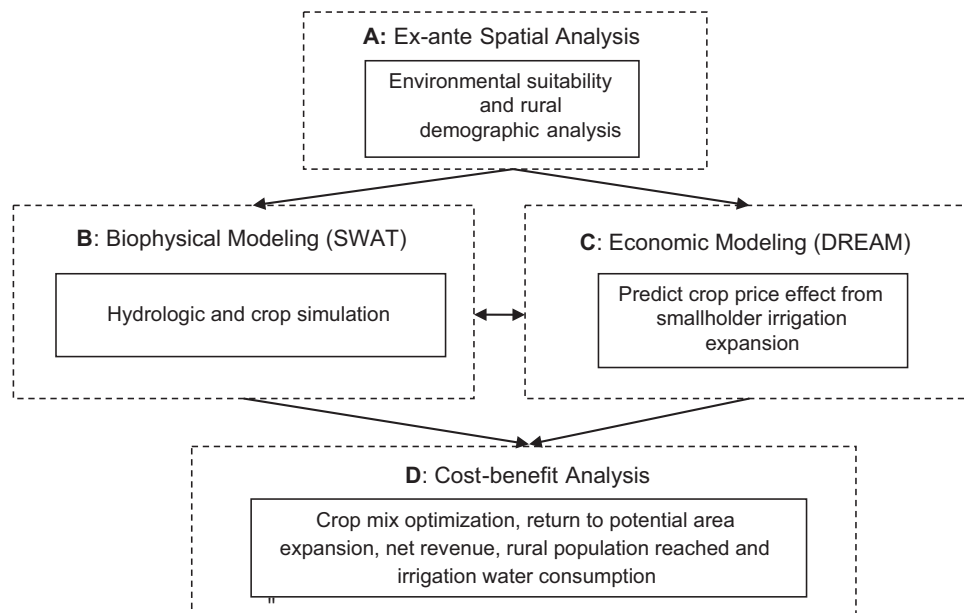 A: Ex-ante Spatial Analysis
Environmental suitability
and rural
demographic analysis
B: Biophysical Modeling (SWAT)
Hydrologic and crop simulation
C: Economic Modeling (DREAM)
Predict crop price effect from
smallholder irrigation
expansion
D: Cost-benefit Analysis
Crop mix optimization, return to potential area
expansion, net revenue, rural population reached and
irrigation water consumption
"